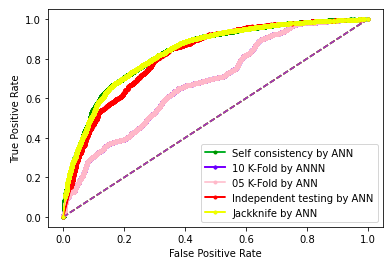 1.0
0.8
0.6
0.4
0.2
0.0
True Positive Rate
0.0 0.2 0.4 0.6 0.8 1.0
False Positive Rate
Self consistency by ANN
10 K-Fold by ANNN
05 K-Fold by ANN
Independent testing by ANN
Jackknife by ANN